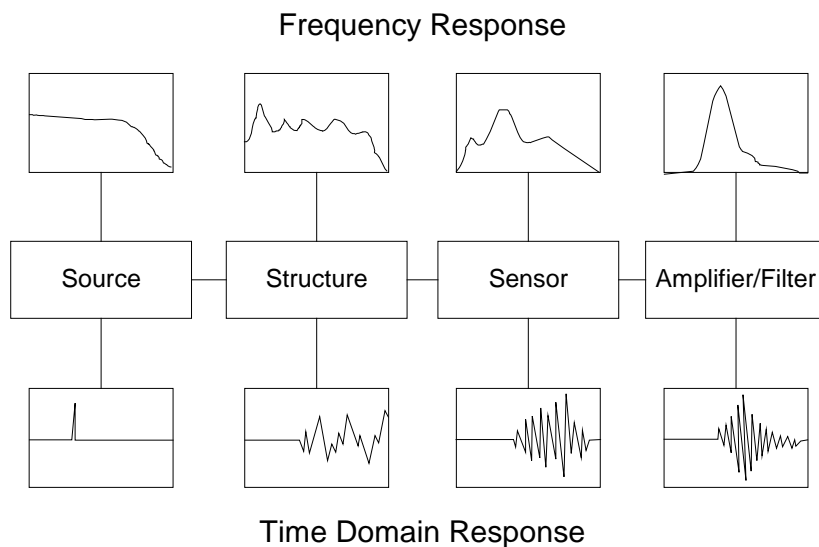 Frequency Response
Source
Structure
Sensor
Amplifier/Filter
Time Domain Response